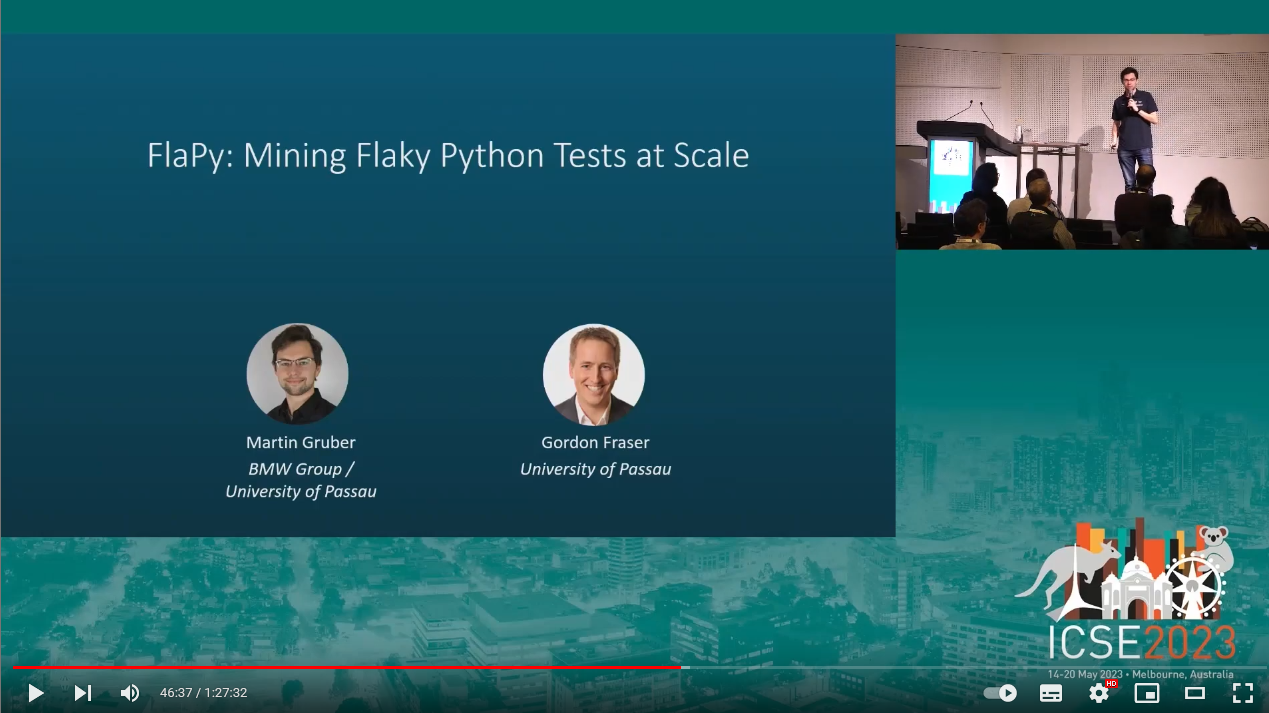 FlaPy: Mining Flaky Python Tests at Scale
Martin Gruber
BMW Group /
University of Passau
Gordon Fraser
University of Passau
ICSE2023
14-20 May 2023 • Melbourne, Australia
46:37 / 1:27:32
HD